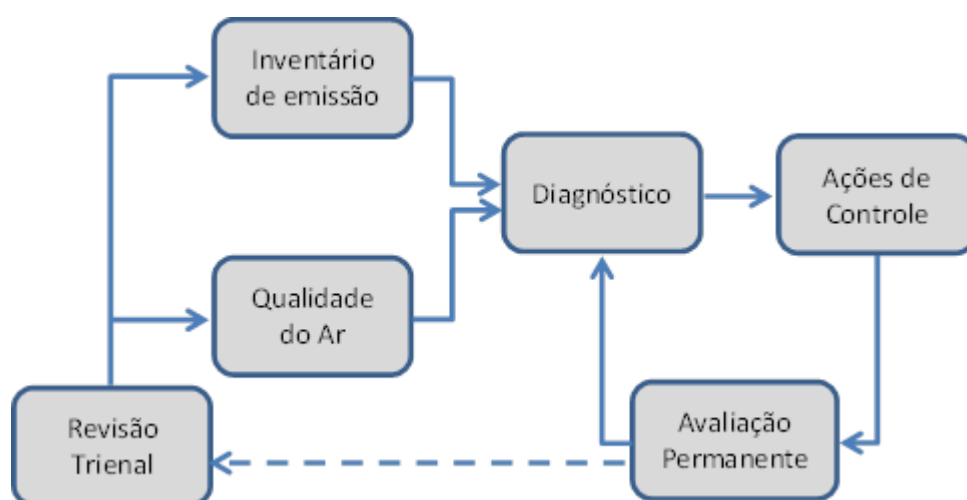 Inventário
de emissão
Diagnóstico
Ações de
Controle
Qualidade
do Ar
Revisão
Trienal
Avaliação
Permanente